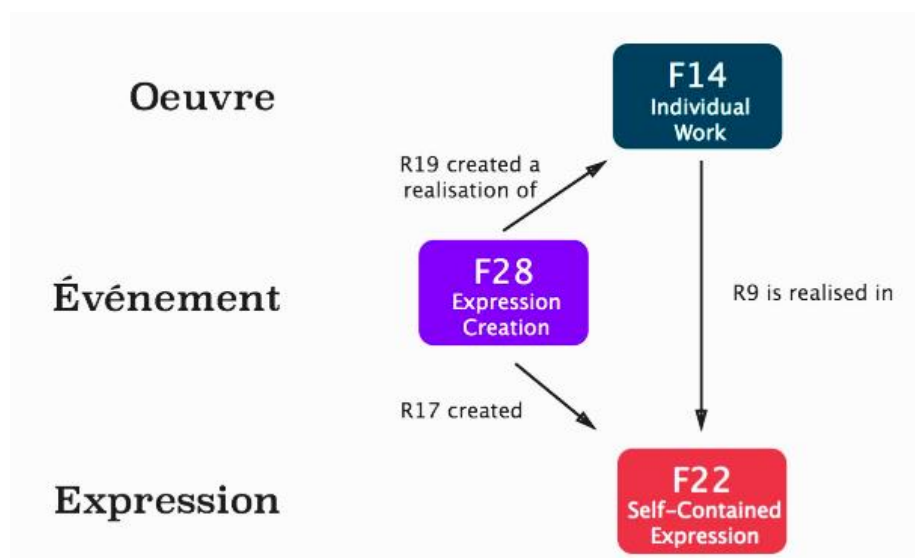 Oeuvre
F14
Individual
Work
R19 created a
realisation of
Événement
F28
Expression
Creation
R9 is realised in
R17 created
Expression
F22
Self-Contained
Expression